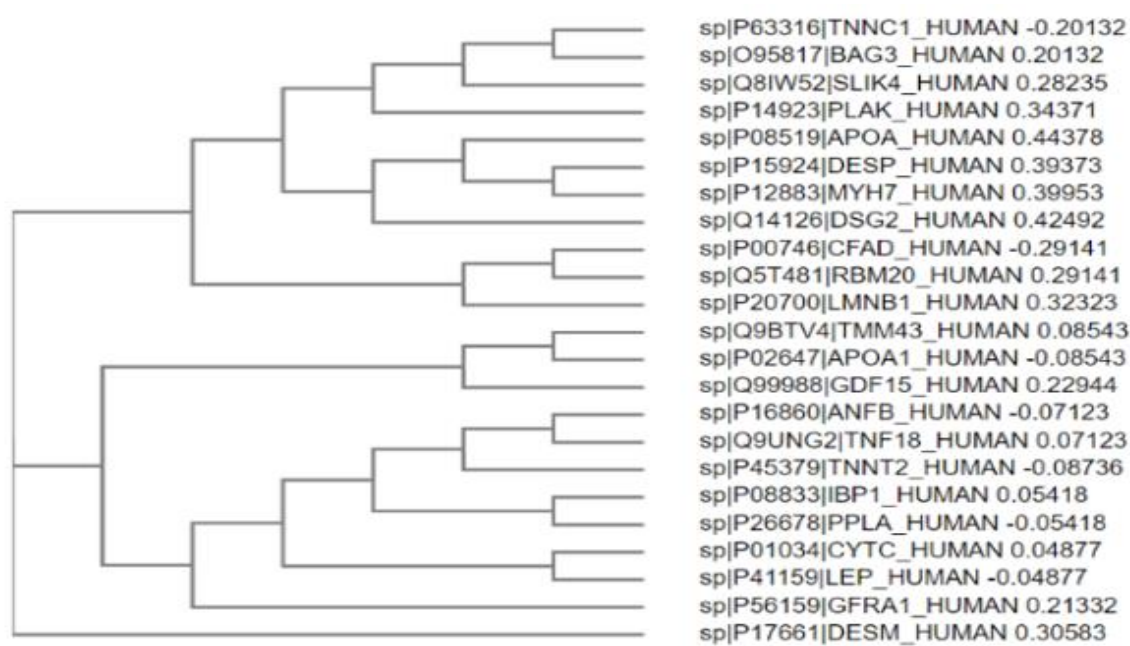 sp|P63316|TNNC1_HUMAN -0.20132
sp|O95817|BAG3_HUMAN 0.20132
sp|Q8IW52|SLIK4_HUMAN 0.28235
sp|P14923|PLAK_HUMAN 0.34371
sp|P08519|APOA_HUMAN 0.44378
sp|P15924|DESP_HUMAN 0.39373
sp|P12883|MYH7_HUMAN 0.39953
sp|Q14126|DSG2_HUMAN 0.42492
sp|P00746|CFAD_HUMAN -0.29141
sp|Q5T481|RBM20_HUMAN 0.29141
sp|P20700|LMNB1_HUMAN 0.32323
sp|Q9BTV4|TMM43_HUMAN 0.08543
sp|P02647|APOA1_HUMAN -0.08543
sp|Q99988|GDF15_HUMAN 0.22944
sp|P16860|ANFB_HUMAN -0.07123
sp|Q9UNG2|TNF18_HUMAN 0.07123
sp|P45379|TNNT2_HUMAN -0.08736
sp|P08833|IBP1_HUMAN 0.05418
sp|P26678|PPLA_HUMAN -0.05418
sp|P01034|CYTC_HUMAN 0.04877
sp|P41159|LEP_HUMAN -0.04877
sp|P56159|GFRA1_HUMAN 0.21332
sp|P17661|DESM_HUMAN 0.30583